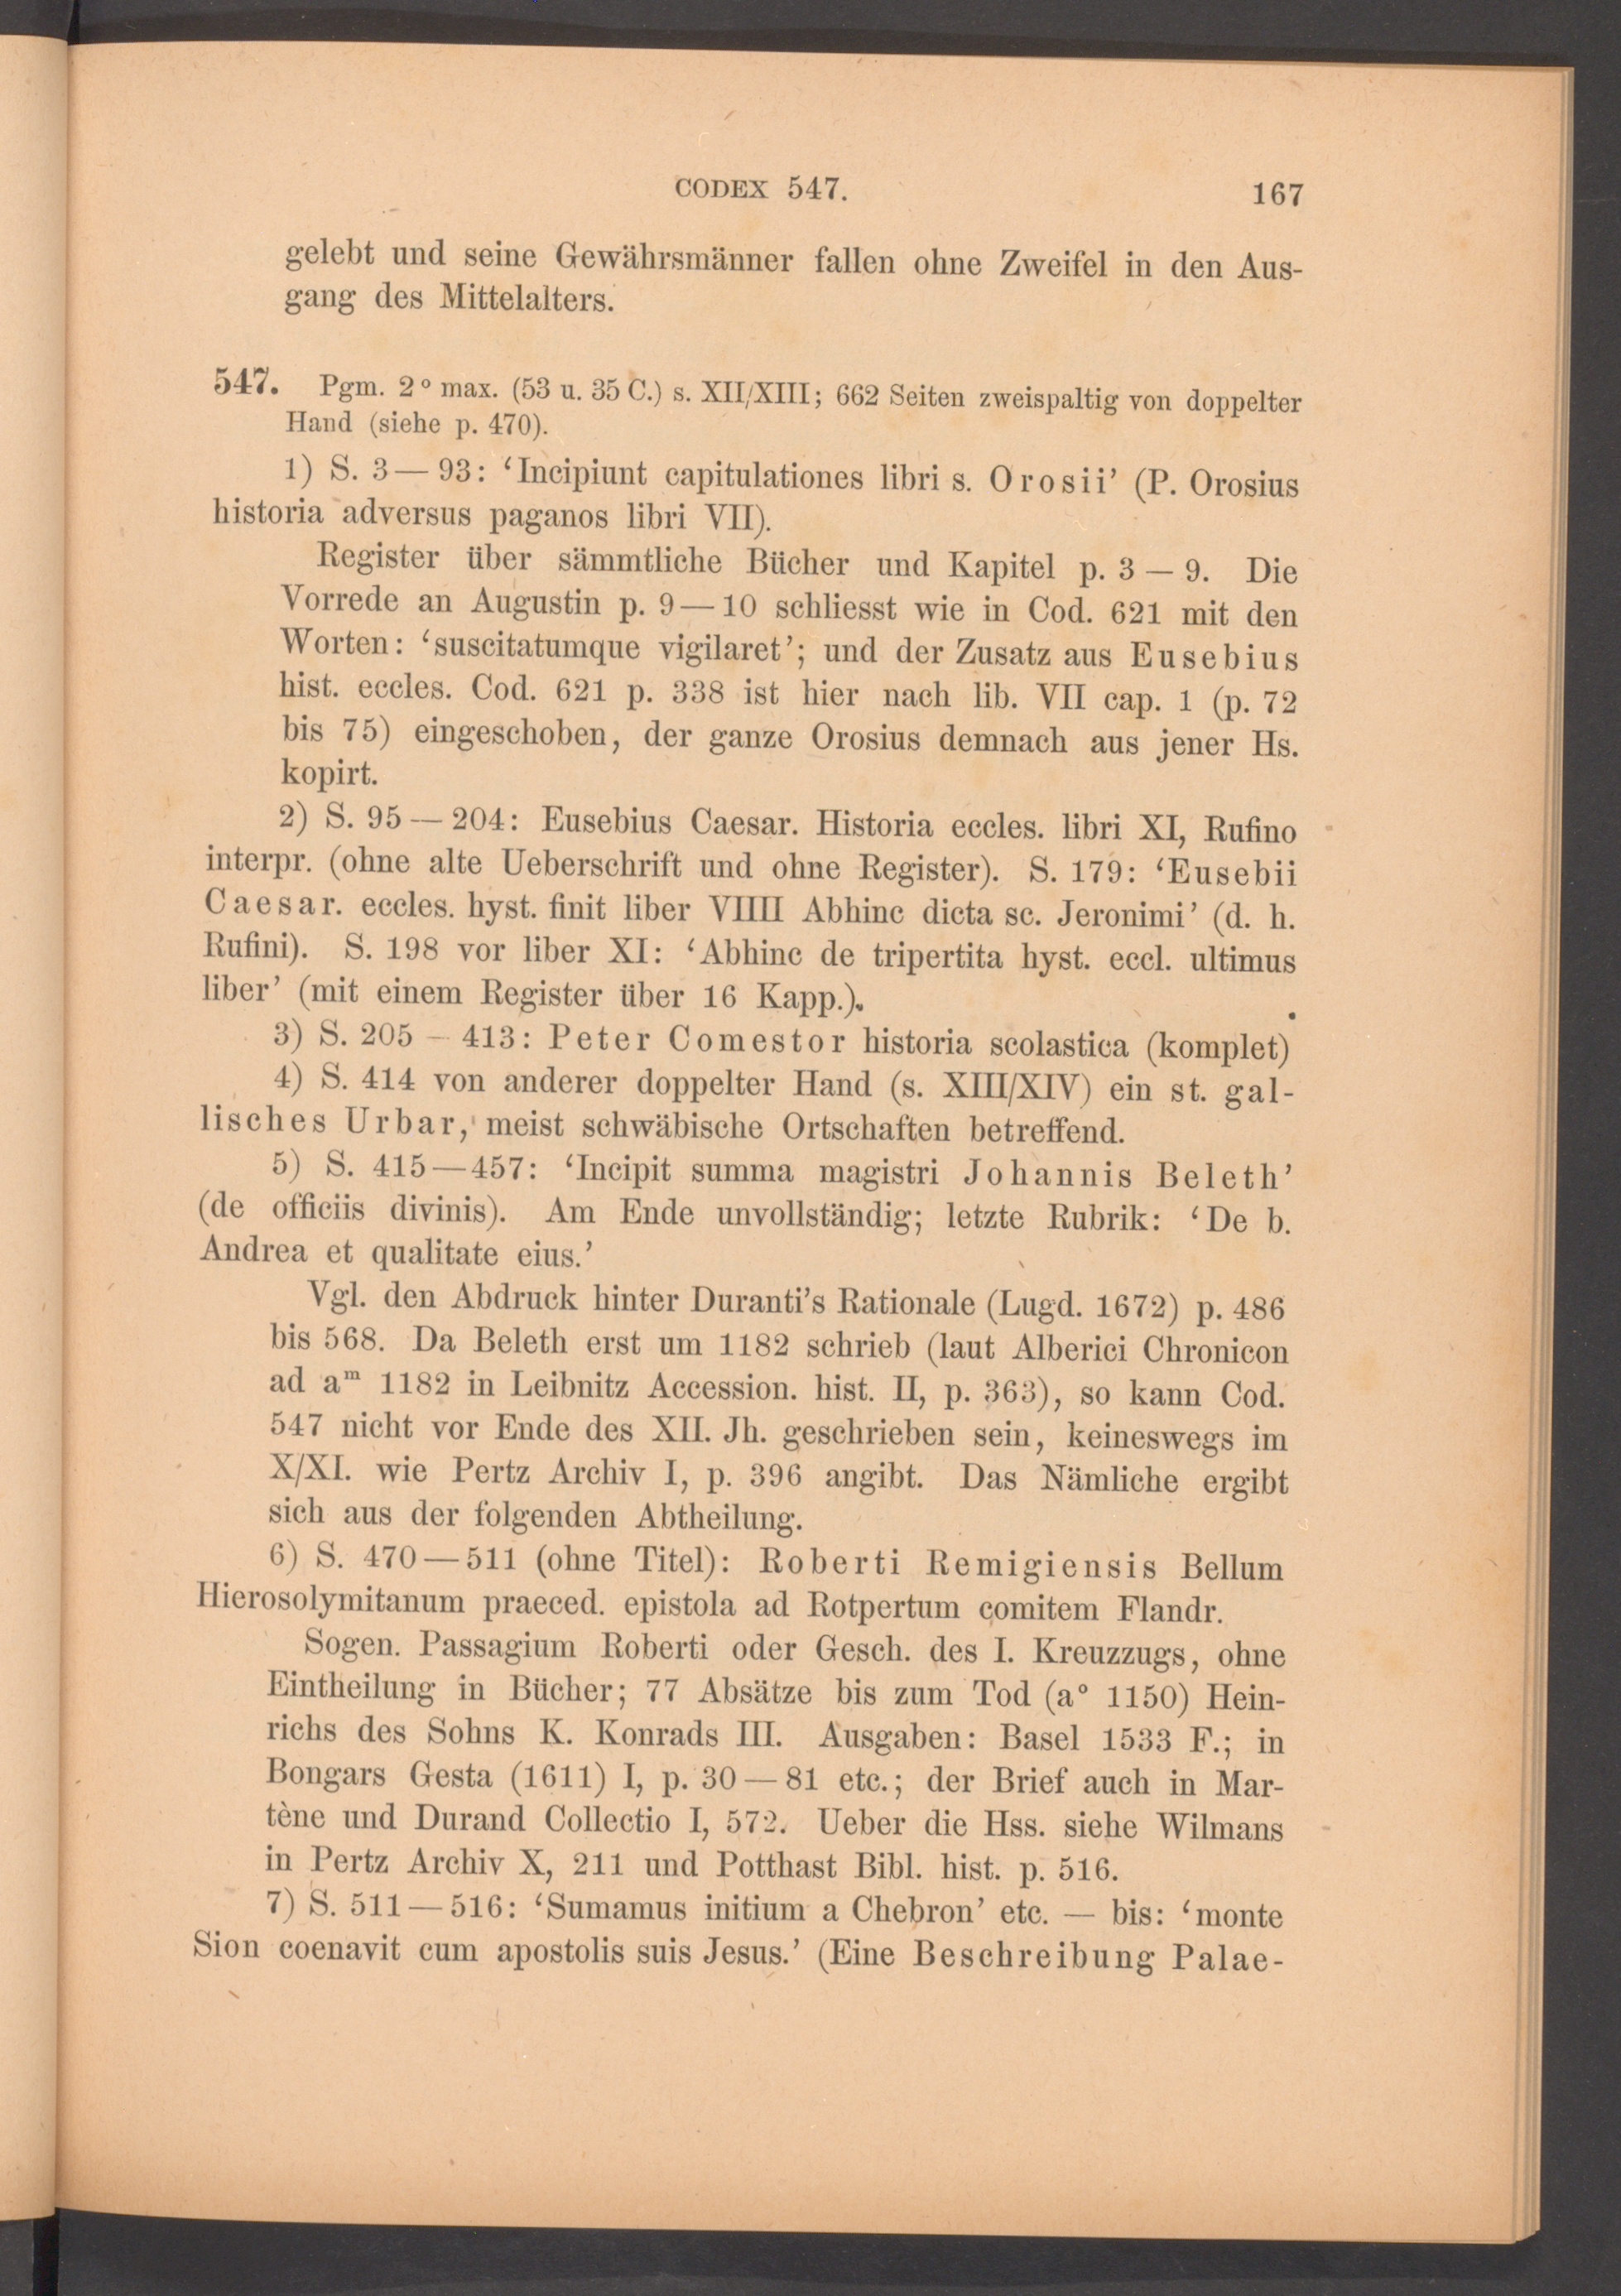 CODEX 547. 167
gelebt und seine Gewährsmänner fallen ohne Zweifel in den Aus-
gang des Mittelalters.
547. Pgm. 2° max. (53 u. 35 C.) s. XII/XIII; 662 Seiten zweispaltig von doppelter
Hand (siehe p. 470).
1) S. 3 — 93: ‘Incipiunt capitulationes libri s. Orosii’ (P. Orosius
historia adversus paganos libri VII).
Register über sämmtliche Bücher und Kapitel p. 3 — 9. Die
Vorrede an Augustin p. 9 — 10 schliesst wie in Cod. 621 mit den
Worten: ‘suscitatumque vigilaret’; und der Zusatz aus Eusebius
hist. eccles. Cod. 621 p. 338 ist hier nach lib. VII cap. 1 (p. 72
bis 75) eingeschoben, der ganze Orosius demnach aus jener Hs.
kopirt.
2) S. 95 — 204: Eusebius Caesar. Historia eccles. libri XI, Rufino
interpr. (ohne alte Ueberschrift und ohne Register). S. 179: ‘Eusebii
Caesar. eccles. hyst. finit liber VIIII Abhinc dicta sc. Jeronimi’ (d. h.
Rufini). S. 198 vor liber XI: ‘Abhinc de tripertita hyst. eccl. ultimus
liber’ (mit einem Register über 16 Kapp.).
3) S. 205 — 413: Peter Comestor historia scolastica (komplet)
4) S. 414 von anderer doppelter Hand (s. XIII/XIV) ein st. gal-
lisches Urbar, meist schwäbische Ortschaften betreffend.
5) S. 415 — 457: ‘Incipit summa magistri Johannis Beleth’
(de officiis divinis). Am Ende unvollständig; letzte Rubrik: ‘De b.
Andrea et qualitate eius.’
Vgl. den Abdruck hinter Duranti's Rationale (Lugd. 1672) p. 486
bis 568. Da Beleth erst um 1182 schrieb (laut Alberici Chronicon
ad aᵐ 1182 in Leibnitz Accession. hist. II, p. 363), so kann Cod.
547 nicht vor Ende des XII. Jh. geschrieben sein, keineswegs im
X/XI. wie Pertz Archiv I, p. 396 angibt. Das Nämliche ergibt
sich aus der folgenden Abtheilung.
6) S. 470 — 511 (ohne Titel): Roberti Remigiensis Bellum
Hierosolymitanum praeced. epistola ad Rotpertum comitem Flandr.
Sogen. Passagium Roberti oder Gesch. des I. Kreuzzugs, ohne
Eintheilung in Bücher; 77 Absätze bis zum Tod (a° 1150) Hein-
richs des Sohns K. Konrads III. Ausgaben: Basel 1533 F.; in
Bongars Gesta (1611) I, p. 30 — 81 etc.; der Brief auch in Mar-
tène und Durand Collectio I, 572. Ueber die Hss. siehe Wilmans
in Pertz Archiv X, 211 und Potthast Bibl. hist. p. 516.
7) S. 511 — 516: ‘Sumamus initium a Chebron’ etc. — bis: ‘monte
Sion coenavit cum apostolis suis Jesus.’ (Eine Beschreibung Palae-